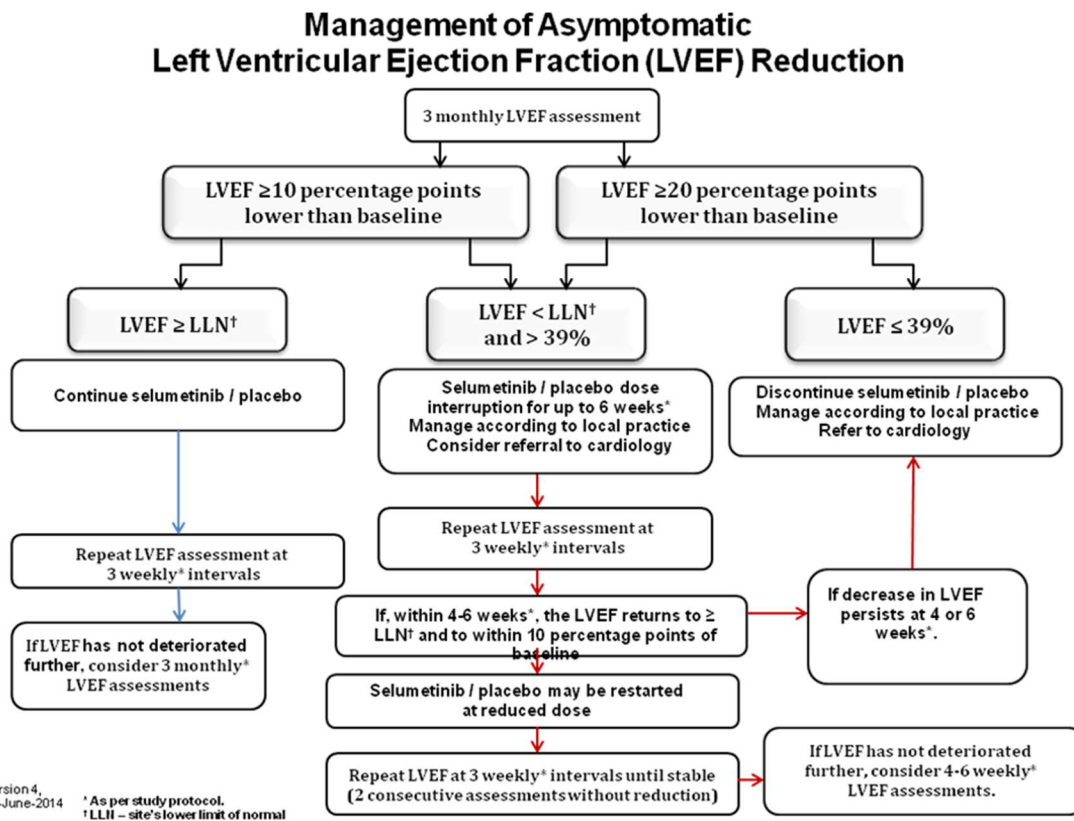 Management of Asymptomatic
Left Ventricular Ejection Fraction (LVEF) Reduction
3 monthly LVEF assessment
LVEF ≥10 percentage points
lower than baseline
LVEF ≥20 percentage points
lower than baseline
LVEF ≥ LLN†
LVEF < LLN†
and > 39%
LVEF ≤ 39%
Continue selumetinib / placebo
Selumetinib / placebo dose
interruption for up to 6 weeks*
Manage according to local practice
Consider referral to cardiology
Discontinue selumetinib / placebo
Manage according to local practice
Refer to cardiology
Repeat LVEF assessment at
3 weekly* intervals
Repeat LVEF assessment at
3 weekly* intervals
If LVEF has not deteriorated
further, consider 3 monthly*
LVEF assessments
If, within 4-6 weeks*, the LVEF returns to ≥
LLN† and to within 10 percentage points of
baseline
If decrease in LVEF
persists at 4 or 6
weeks*.
Selumetinib / placebo may be restarted
at reduced dose
Repeat LVEF at 3 weekly* intervals until stable
(2 consecutive assessments without reduction)
If LVEF has not deteriorated
further, consider 4-6 weekly*
LVEF assessments.
rsion 4,
-June-2014
* As per study protocol.
† LLN – site's lower limit of normal